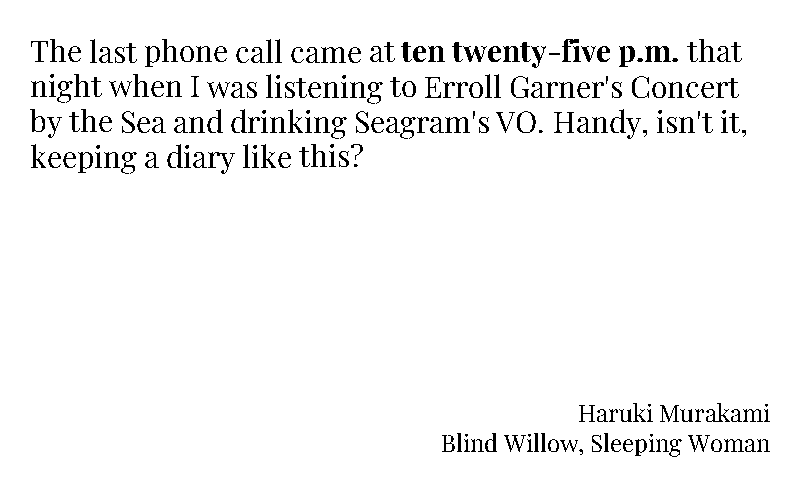 The last phone call came at ten twenty-five p.m. that
night when I was listening to Erroll Garner's Concert
by the Sea and drinking Seagram's VO. Handy, isn't it,
keeping a diary like this?
Haruki Murakami
Blind Willow, Sleeping Woman